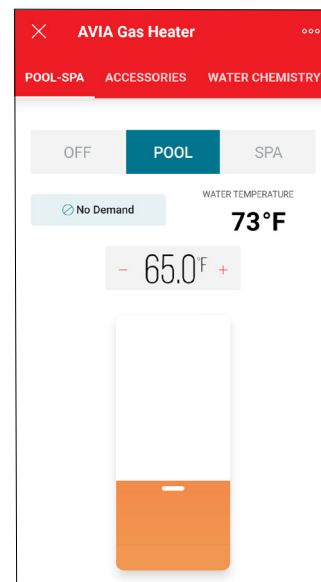 AVIA Gas Heater
POOL-SPA ACCESSORIES WATER CHEMISTRY
OFF POOL SPA
No Demand
WATER TEMPERATURE
73°F
− 65.0°F +